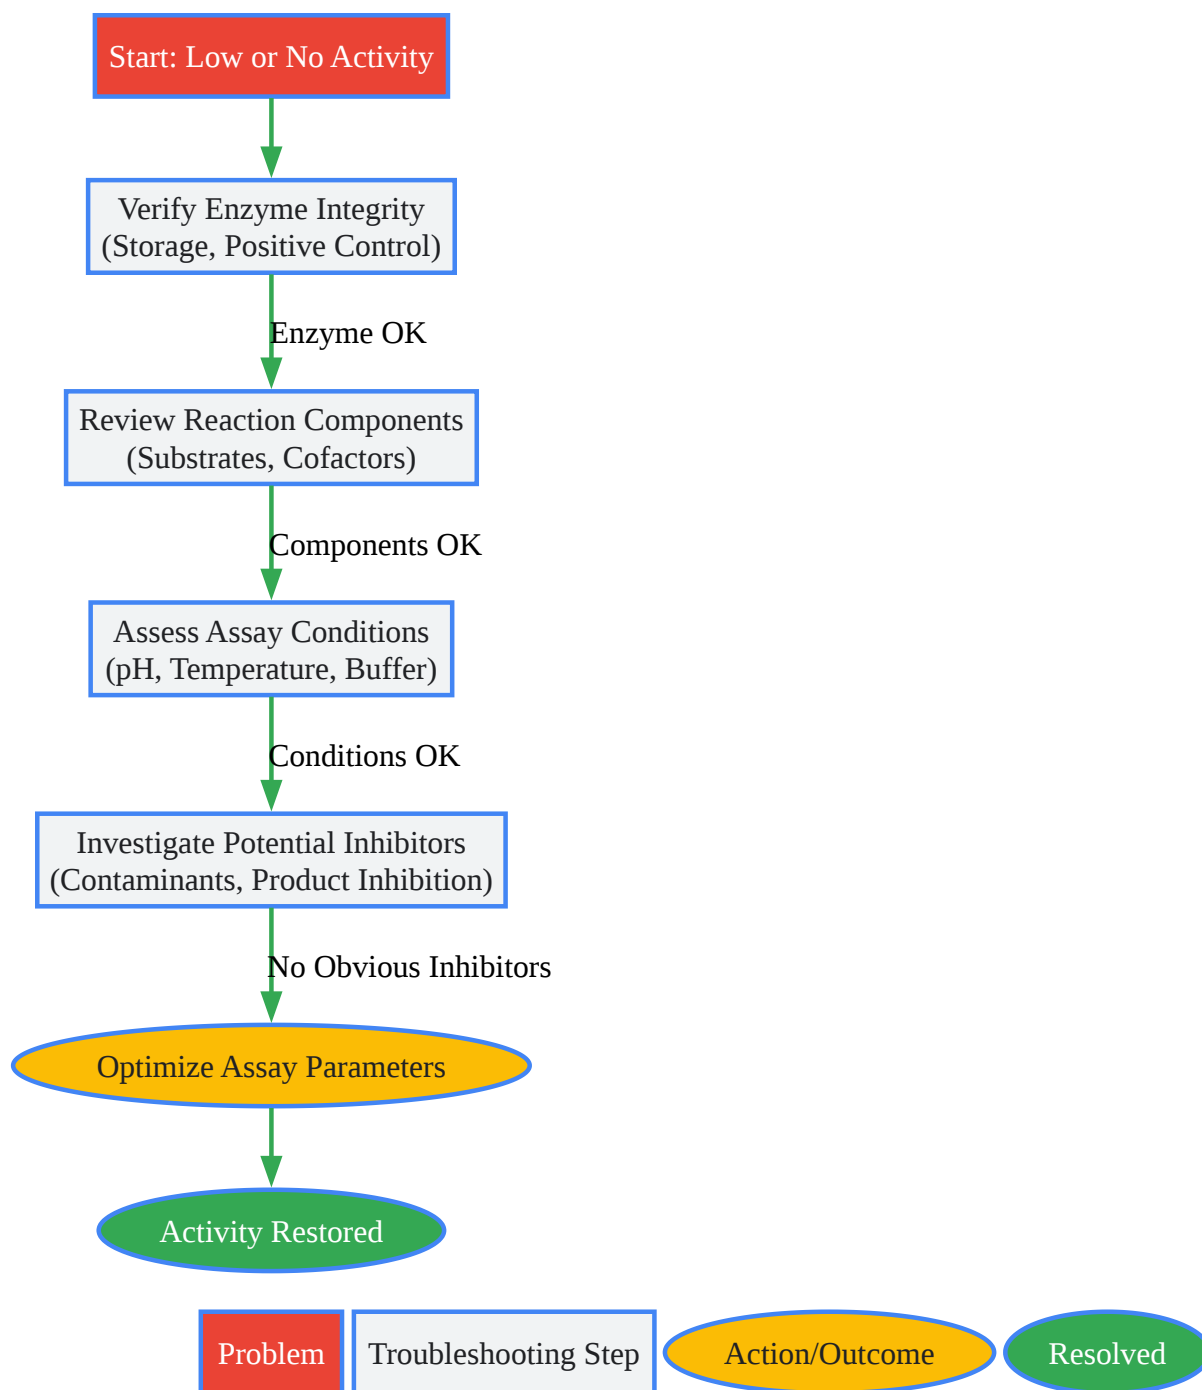 Start: Low or No Activity
Verify Enzyme Integrity
(Storage, Positive Control)
Enzyme OK
Review Reaction Components
(Substrates, Cofactors)
Components OK
Assess Assay Conditions
(pH, Temperature, Buffer)
Conditions OK
Investigate Potential Inhibitors
(Contaminants, Product Inhibition)
No Obvious Inhibitors
Optimize Assay Parameters
Activity Restored
Problem
Troubleshooting Step
Action/Outcome
Resolved